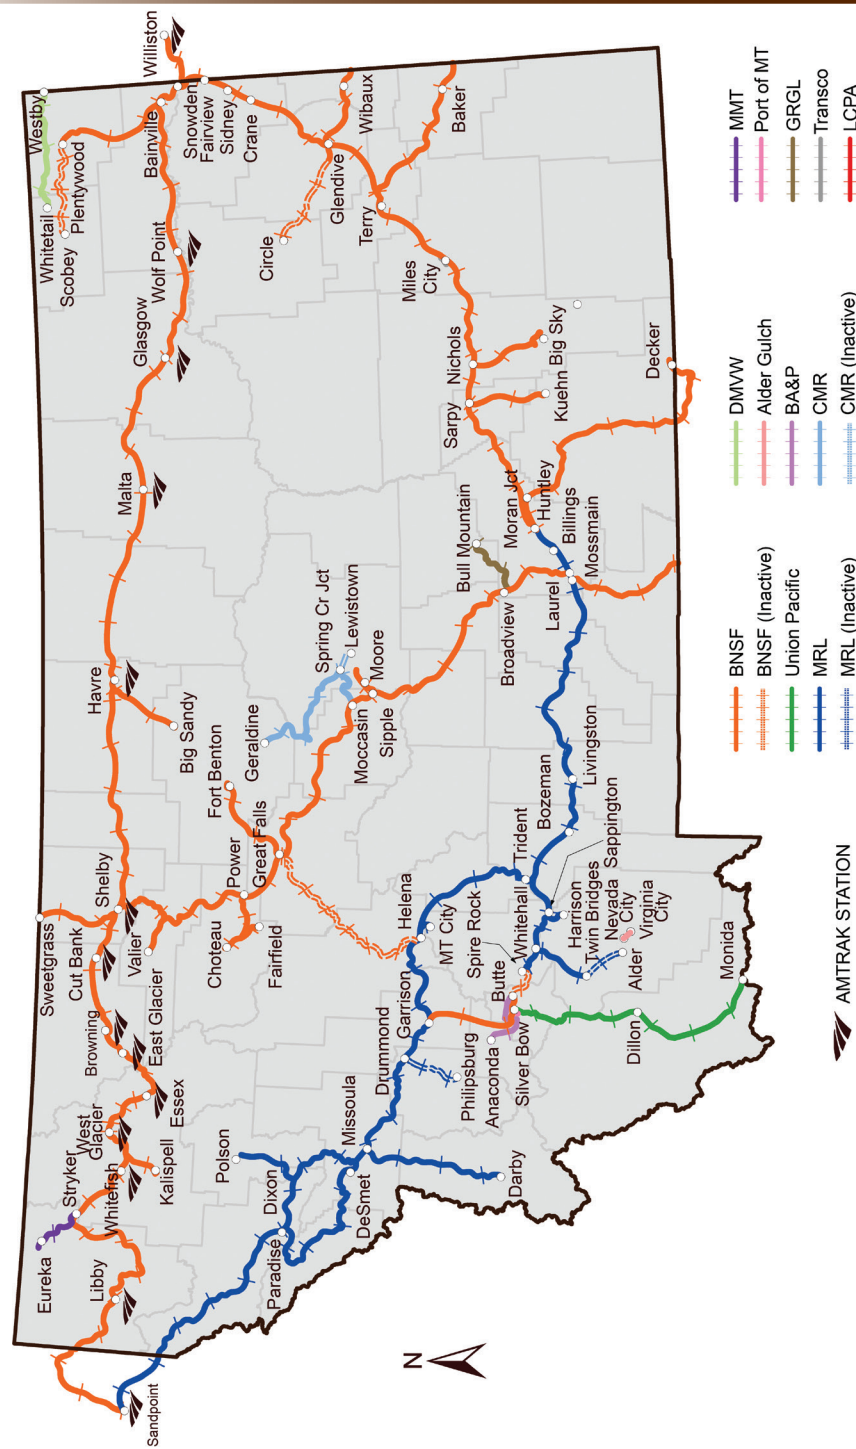 Westby
Whitetail
Scobey
Plentywood
Williston
Bainville
Snowden
Fairview
Sidney
Crane
Wibaux
Baker
Glendive
Terry
Circle
Wolf Point
Glasgow
Miles
City
Nichols
Big Sky
Kuehn
Sarpy
Decker
Malta
Moran Jct
Huntley
Billings
Mossmain
Laurel
Bull Mountain
Broadview
Havre
Big Sandy
Spring Cr Jct
Lewistown
Moore
Geraldine
Moccasin
Sipple
Fort Benton
Great Falls
Power
Livingston
Bozeman
Sappington
Trident
Shelby
Sweetgrass
Cut Bank
Valier
Choteau
Fairfield
Helena
MT City
Spire Rock
Whitehall
Harrison
Twin Bridges
Nevada
City
Virginia
City
Alder
Monida
Butte
Garrison
Browning
East Glacier
Drummond
Philipsburg
Anaconda
Silver Bow
Dillon
Essex
West
Glacier
Missoula
Polson
Kalispell
Whitefish
Stryker
Dixon
DeSmet
Darby
Paradise
Eureka
Libby
Sandpoint
N
BNSF
BNSF (Inactive)
Union Pacific
MRL
MRL (Inactive)
DMVW
Alder Gulch
BA&P
CMR
CMR (Inactive)
MMT
Port of MT
GRGL
Transco
LCPA
AMTRAK STATION